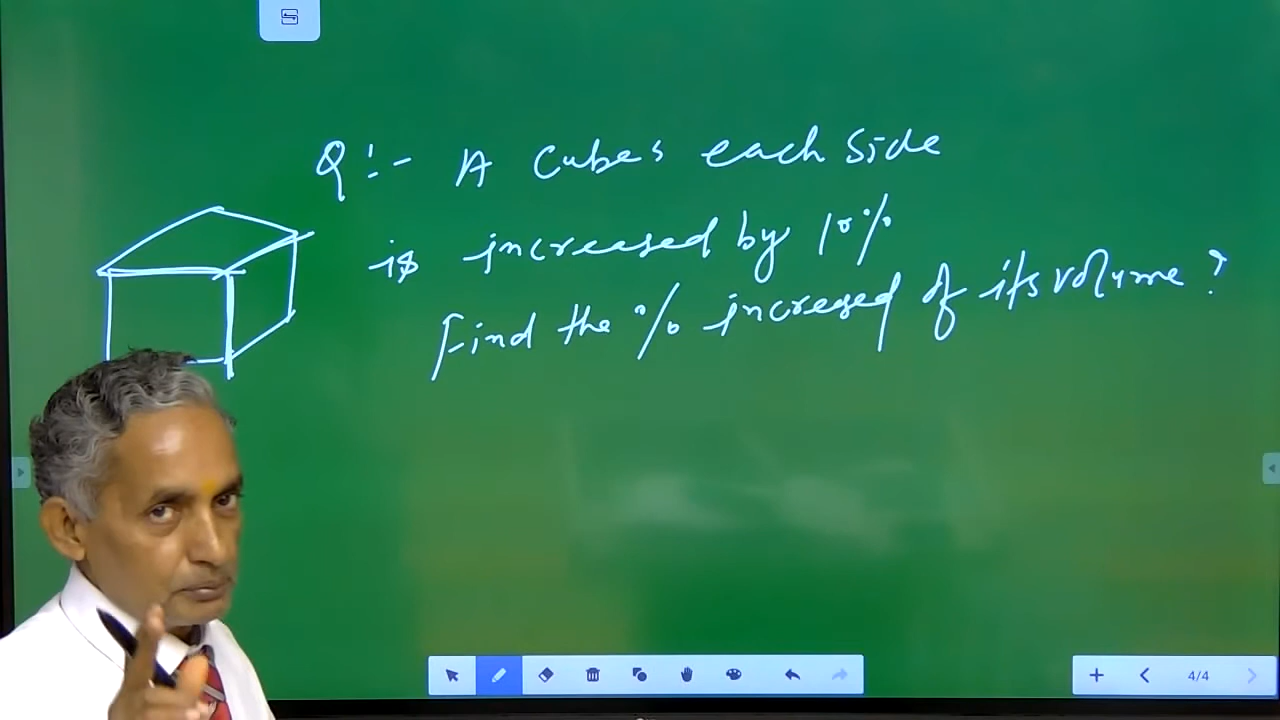 Q:- A Cubes each Side
is increased by 10%
Find the % increased of its volume?
4/4